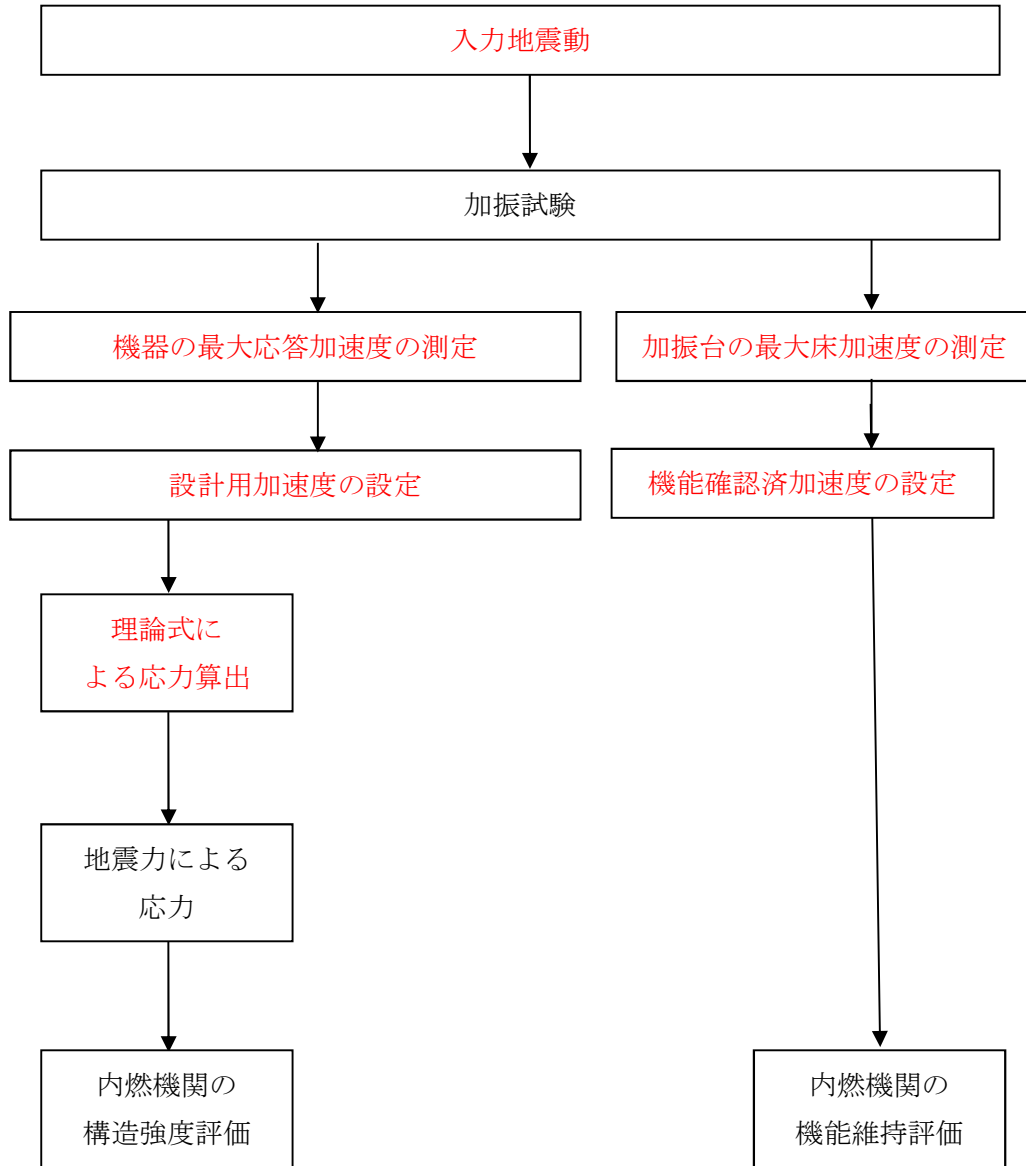 入力地震動
加振試験
機器の最大応答加速度の測定
加振台の最大床加速度の測定
設計用加速度の設定
機能確認済加速度の設定
理論式に
よる応力算出
地震力による
応力
内燃機関の
構造強度評価
内燃機関の
機能維持評価